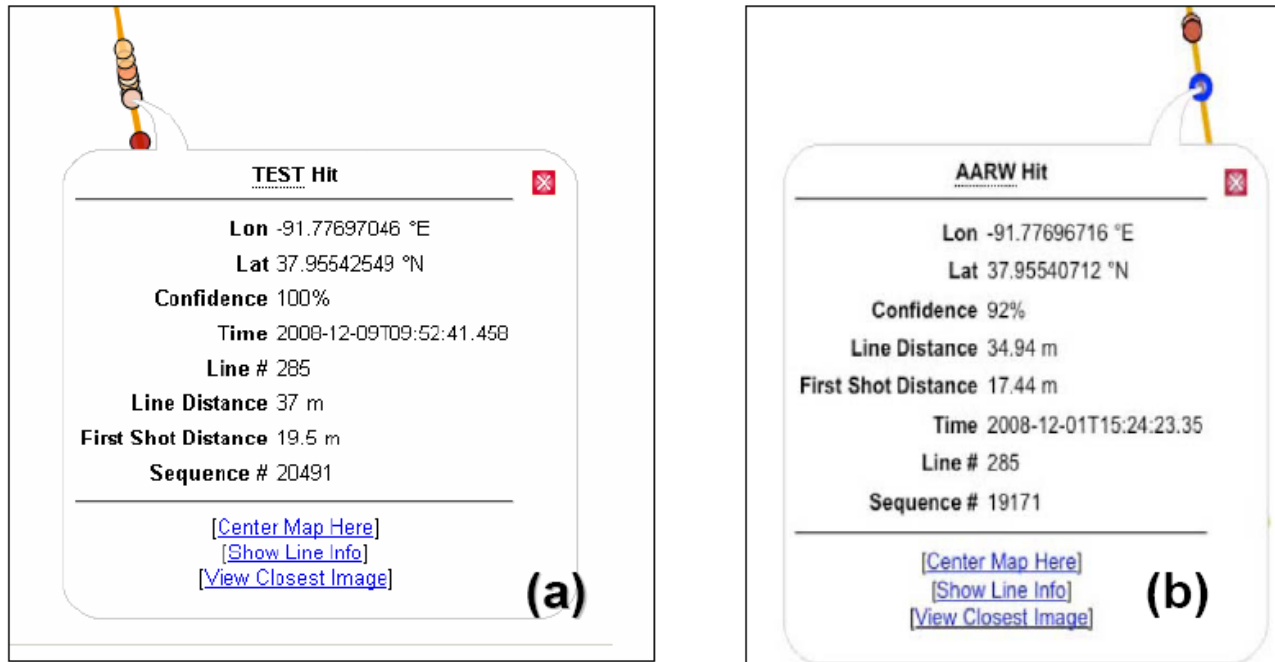 TEST Hit
Lon -91.77697046 °E
Lat 37.95542549 °N
Confidence 100%
Time 2008-12-09T09:52:41.458
Line # 285
Line Distance 37 m
First Shot Distance 19.5 m
Sequence # 20491
[Center Map Here]
[Show Line Info]
[View Closest Image]
(a)
AARW Hit
Lon -91.77696716 °E
Lat 37.95540712 °N
Confidence 92%
Line Distance 34.94 m
First Shot Distance 17.44 m
Time 2008-12-01T15:24:23.35
Line # 285
Sequence # 19171
[Center Map Here]
[Show Line Info]
[View Closest Image]
(b)